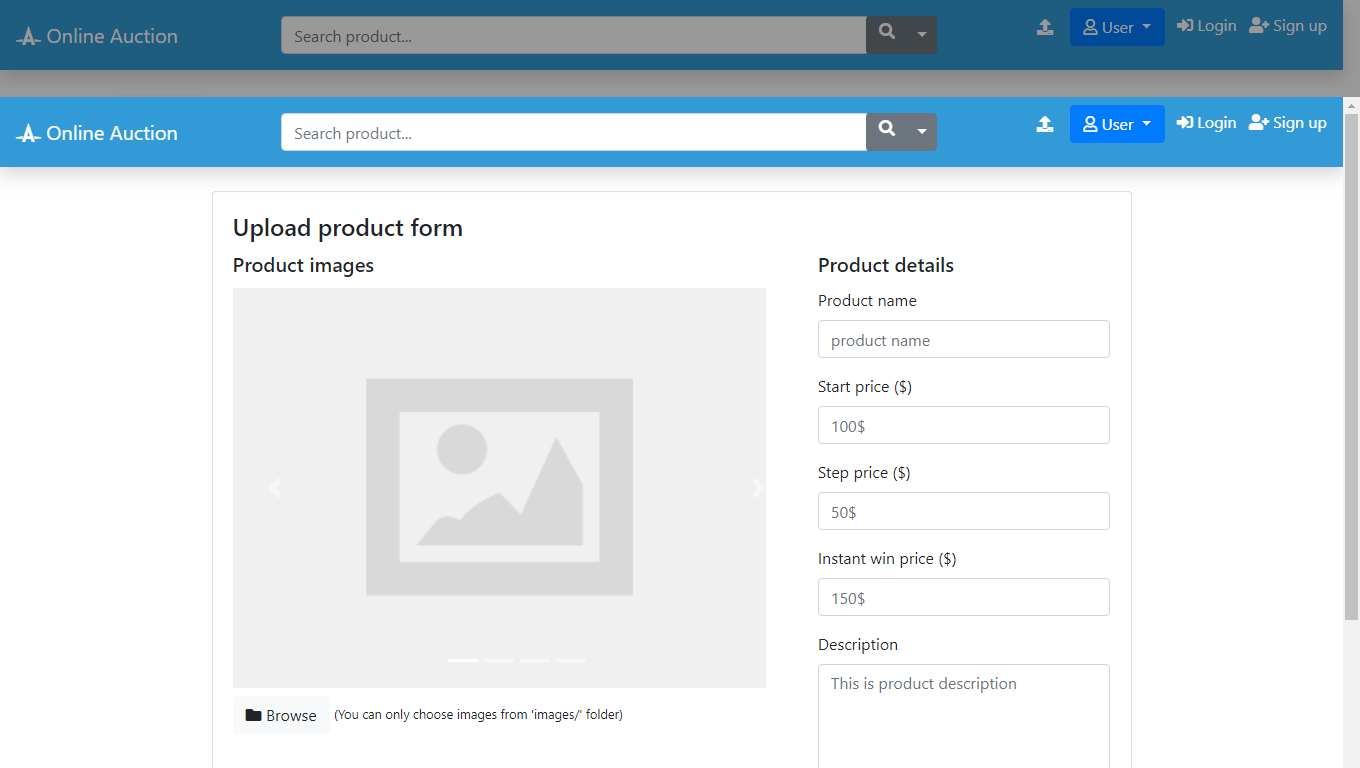 Online Auction Search product... User Login Sign up
Online Auction Search product... User Login Sign up
Upload product form
Product images
Browse (You can only choose images from 'images/' folder)
Product details
Product name
product name
Start price ($)
100$
Step price ($)
50$
Instant win price ($)
150$
Description
This is product description